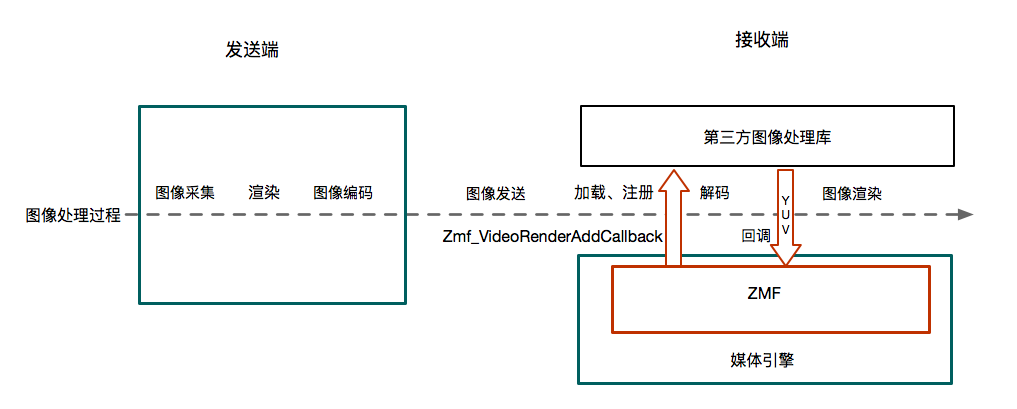 发送端
接收端
第三方图像处理库
图像采集
渲染
图像编码
图像发送
加载、注册
解码
图像渲染
图像处理过程
YUV
Zmf_VideoRenderAddCallback
回调
ZMF
媒体引擎